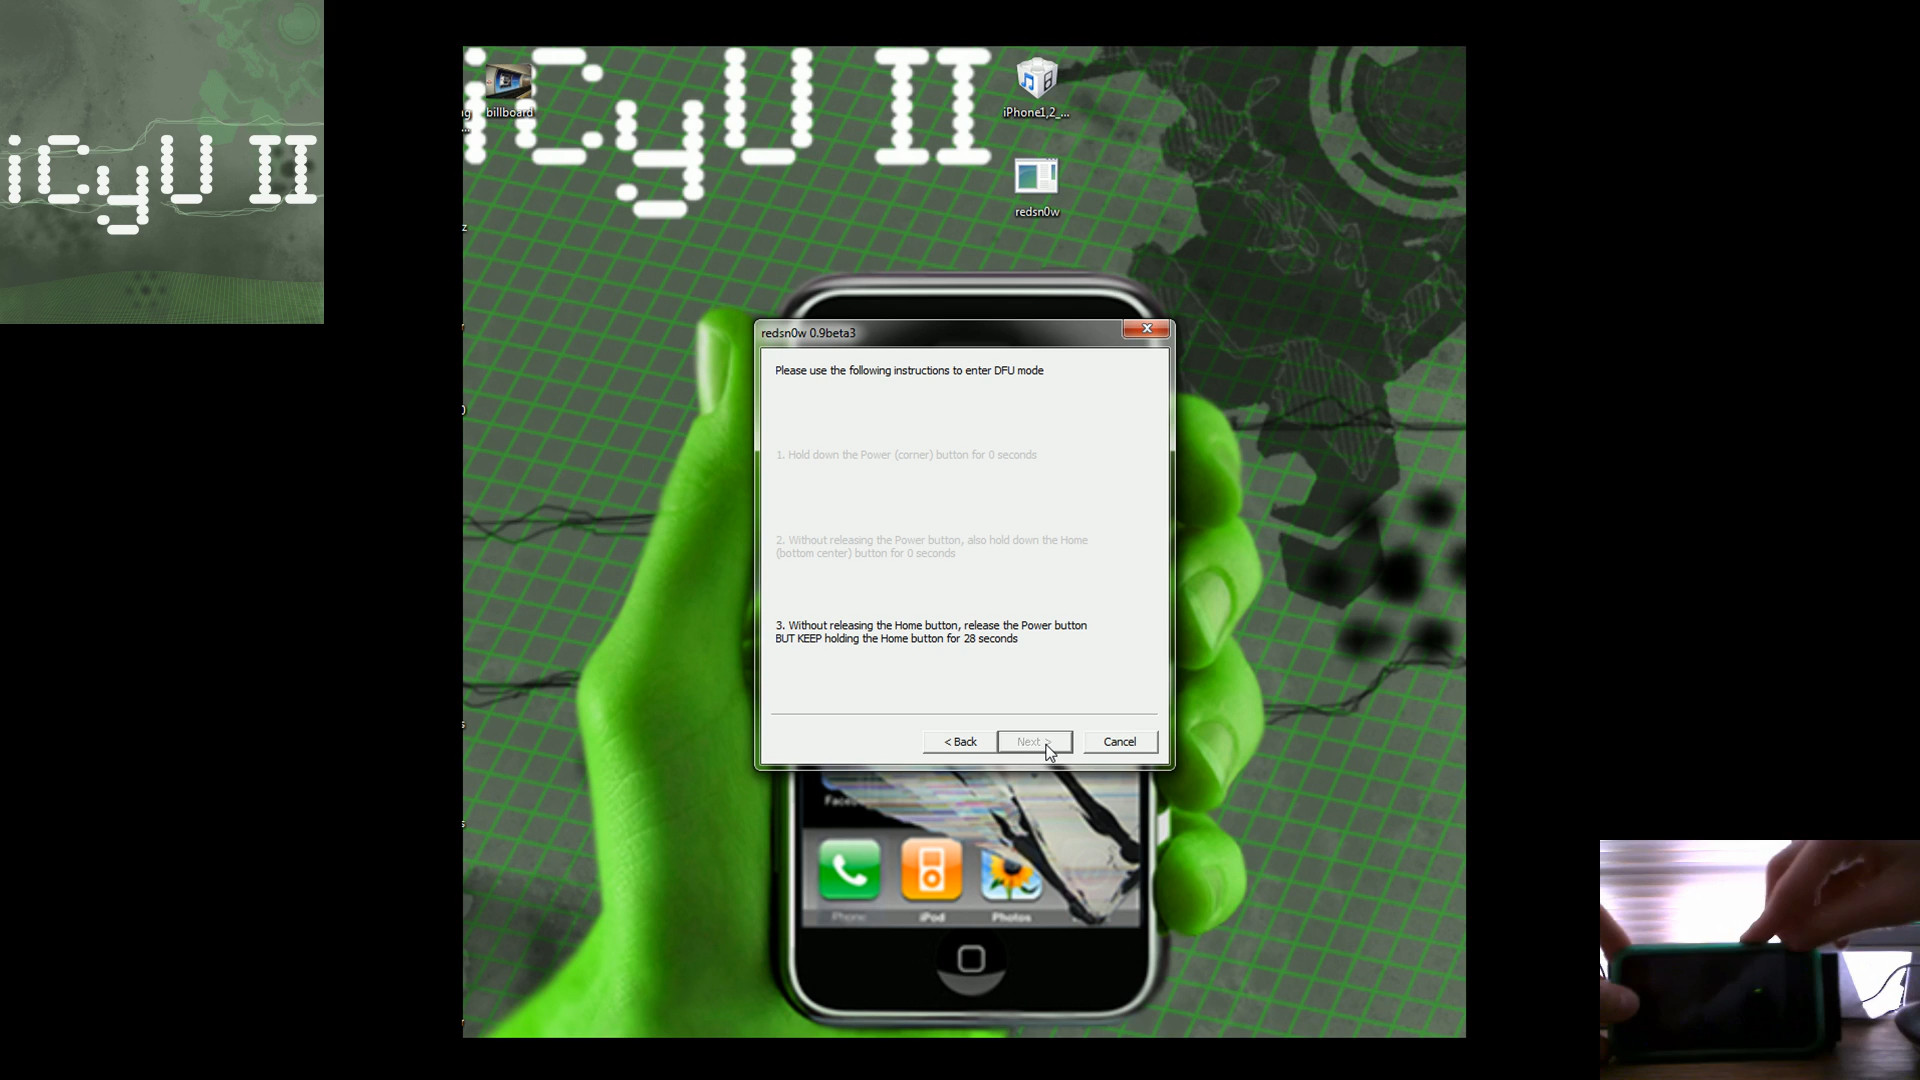 iCyU II
iCyU II
billboard
iPhone1,2_...
redsn0w
redsn0w 0.9beta3
Please use the following instructions to enter DFU mode
1. Hold down the Power (corner) button for 0 seconds
2. Without releasing the Power button, also hold down the Home
(bottom center) button for 0 seconds
3. Without releasing the Home button, release the Power button
BUT KEEP holding the Home button for 28 seconds
< Back
Next >
Cancel
Phone
iPod
Photos